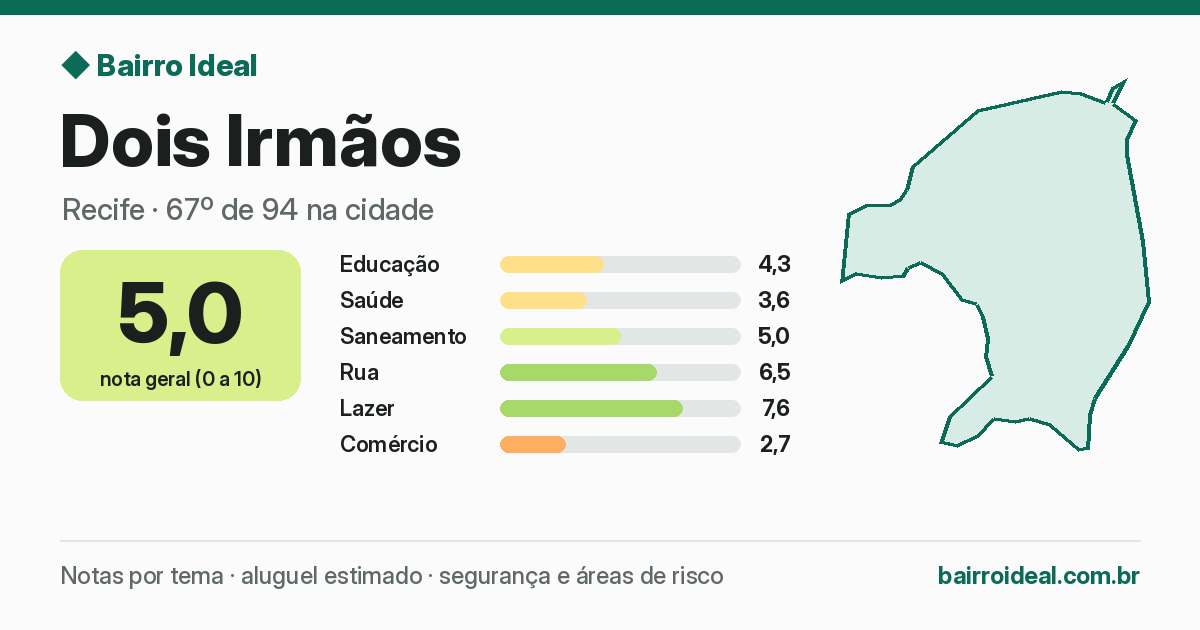 Bairro Ideal
Dois Irmãos
Recife · 67º de 94 na cidade
5,0
nota geral (0 a 10)
Educação 4,3
Saúde 3,6
Saneamento 5,0
Rua 6,5
Lazer 7,6
Comércio 2,7
Notas por tema · aluguel estimado · segurança e áreas de risco
bairroideal.com.br